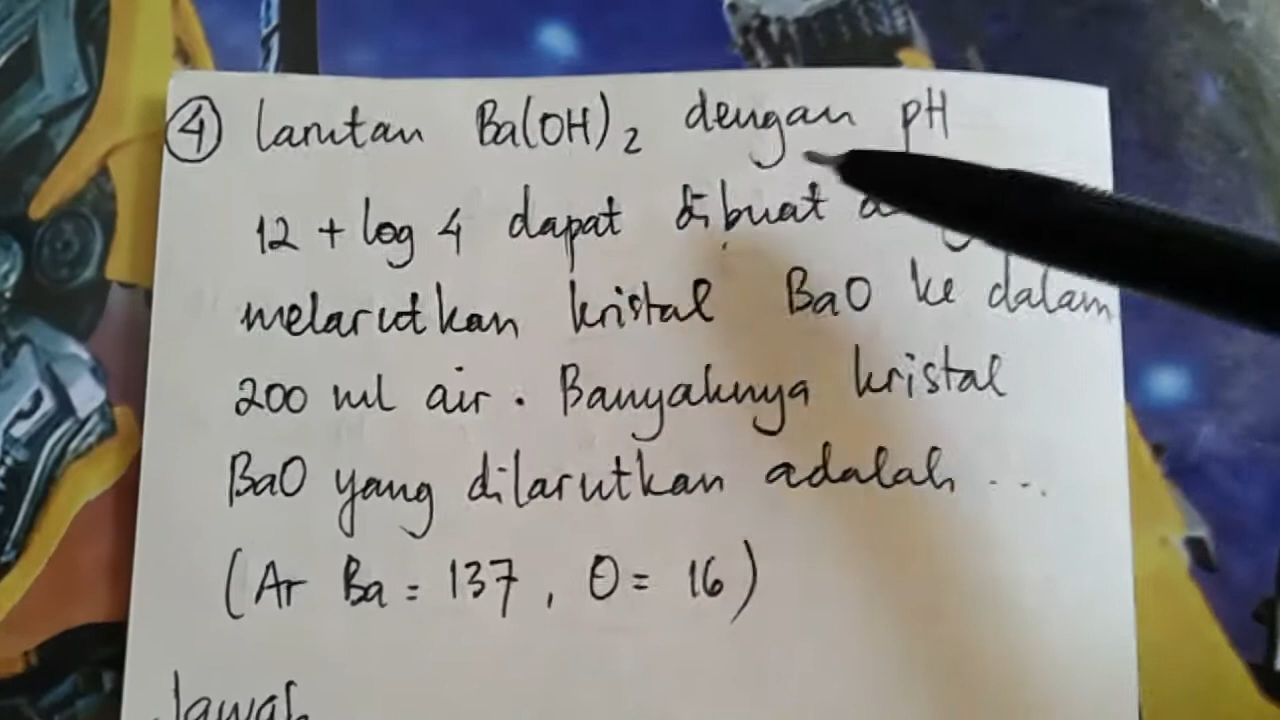 4 Larutan Ba(OH)2 dengan pH
12 + log 4 dapat dibuat
melarutkan kristal BaO ke dalam
200 ml air. Banyaknya kristal
BaO yang dilarutkan adalah ...
(Ar Ba = 137, O = 16)
Jawab